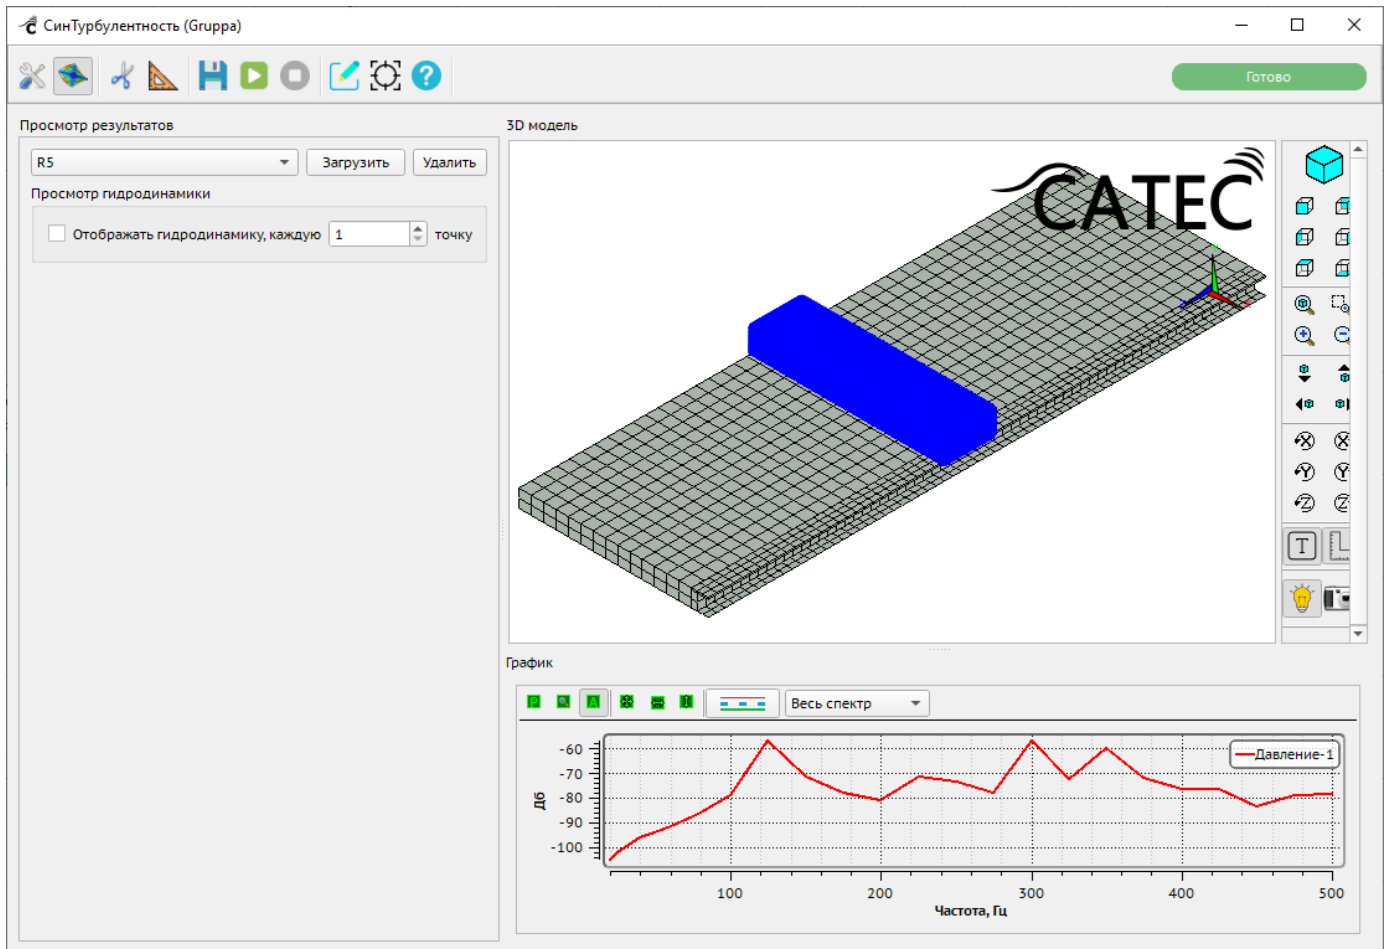 СинТурбулентность (Gruppa)
Готово
Просмотр результатов
R5
Загрузить
Удалить
Просмотр гидродинамики
Отображать гидродинамику, каждую 1 точку
3D модель
CATEC
X
X
Y
Y
Z
Z
T
График
P
A
Весь спектр
Давление-1
Дб
-60
-70
-80
-90
-100
100
200
300
400
500
Частота, Гц